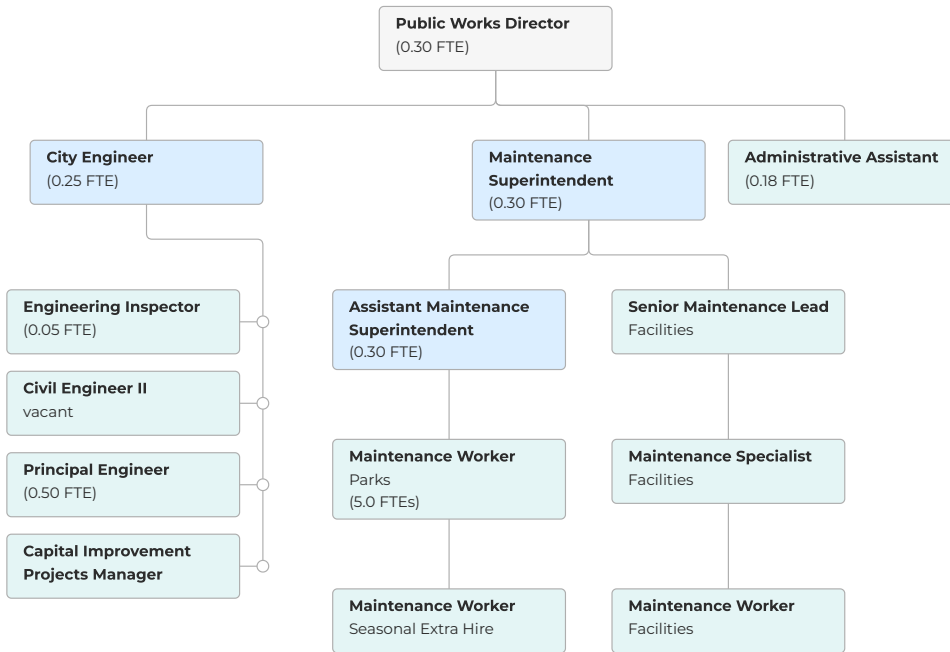 Public Works Director
(0.30 FTE)
City Engineer
(0.25 FTE)
Maintenance
Superintendent
(0.30 FTE)
Administrative Assistant
(0.18 FTE)
Engineering Inspector
(0.05 FTE)
Civil Engineer II
vacant
Principal Engineer
(0.50 FTE)
Capital Improvement
Projects Manager
Assistant Maintenance
Superintendent
(0.30 FTE)
Maintenance Worker
Parks
(5.0 FTEs)
Maintenance Worker
Seasonal Extra Hire
Senior Maintenance Lead
Facilities
Maintenance Specialist
Facilities
Maintenance Worker
Facilities